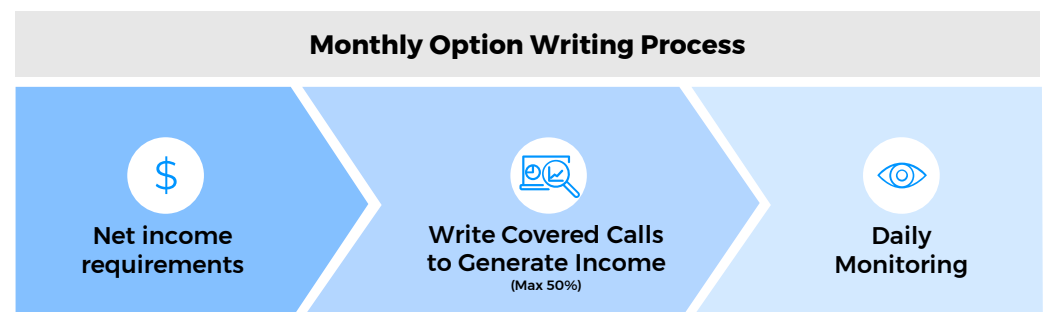 Monthly Option Writing Process
$
Net income
requirements
Write Covered Calls
to Generate Income
(Max 50%)
Daily
Monitoring